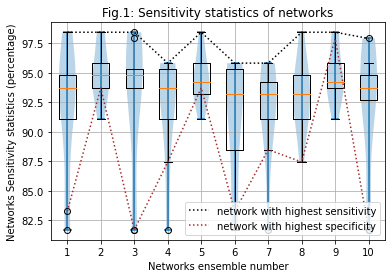 Fig.1: Sensitivity statistics of networks
Networks Sensitivity statistics (percentage)
97.5
95.0
92.5
90.0
87.5
85.0
82.5
network with highest sensitivity
network with highest specificity
1 2 3 4 5 6 7 8 9 10
Networks ensemble number